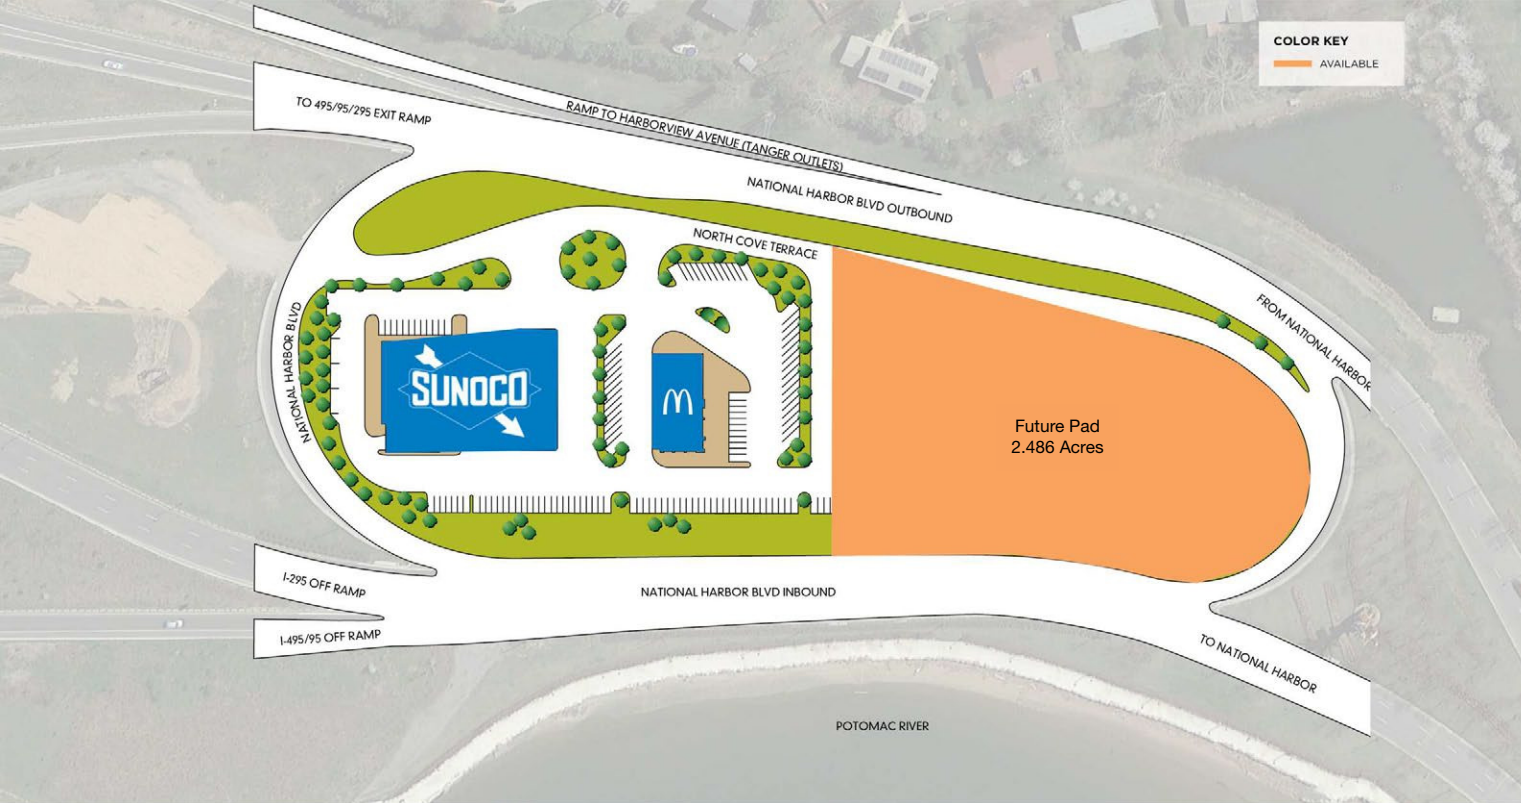 COLOR KEY
AVAILABLE
RAMP TO HARBORVIEW AVENUE (TANGER OUTLETS)
TO 495/95/295 EXIT RAMP
NATIONAL HARBOR BLVD OUTBOUND
NORTH COVE TERRACE
FROM NATIONAL HARBOR
NATIONAL HARBOR BLVD
SUNOCO
M
Future Pad
2.486 Acres
I-295 OFF RAMP
NATIONAL HARBOR BLVD INBOUND
I-495/95 OFF RAMP
TO NATIONAL HARBOR
POTOMAC RIVER